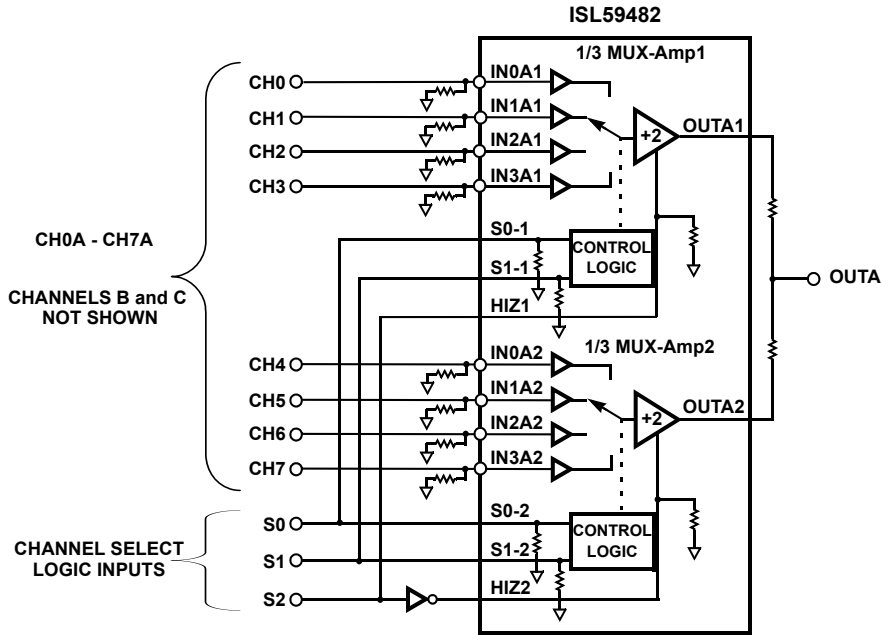 ISL59482
1/3 MUX-Amp1
CH0
IN0A1
CH1
IN1A1
+2
OUTA1
CH2
IN2A1
CH3
IN3A1
CH0A - CH7A
CHANNELS B and C
NOT SHOWN
S0-1
CONTROL
LOGIC
S1-1
HIZ1
OUTA
1/3 MUX-Amp2
CH4
IN0A2
CH5
IN1A2
+2
OUTA2
CH6
IN2A2
CH7
IN3A2
CHANNEL SELECT
LOGIC INPUTS
S0
S0-2
CONTROL
LOGIC
S1
S1-2
S2
HIZ2